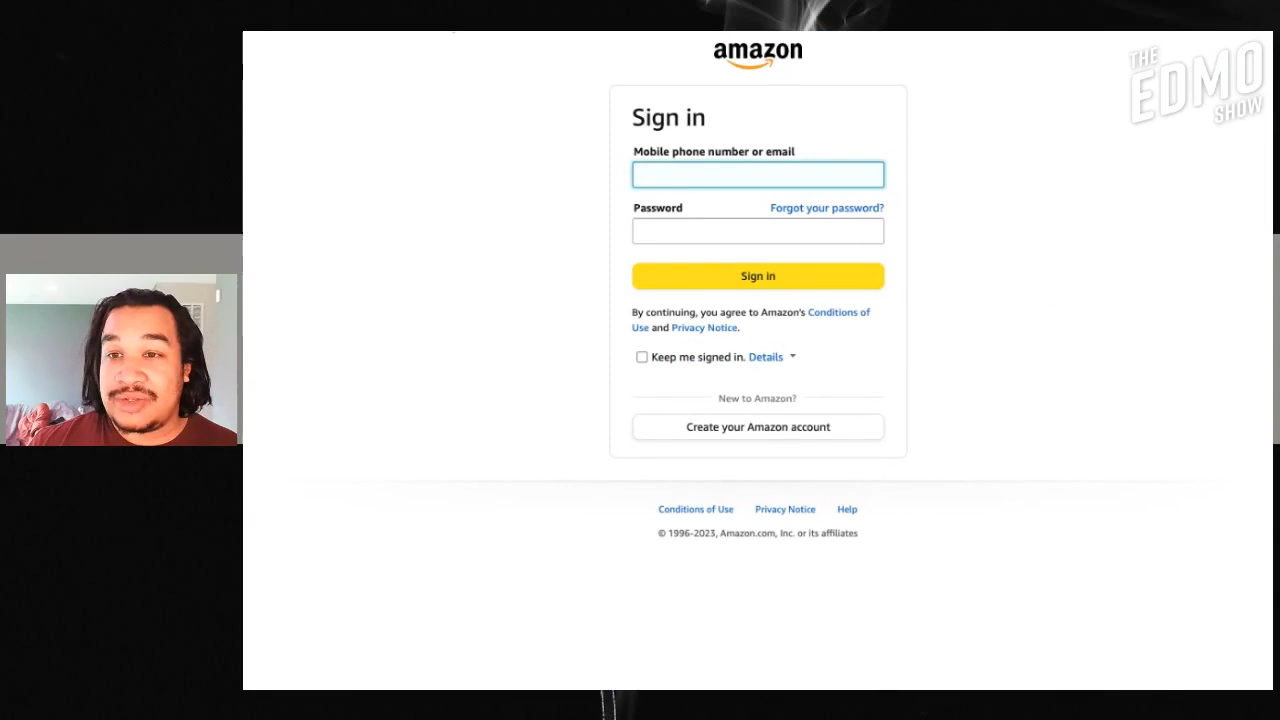 amazon
THE
EDMO
SHOW
Sign in
Mobile phone number or email
Password Forgot your password?
Sign in
By continuing, you agree to Amazon's Conditions of
Use and Privacy Notice.
Keep me signed in. Details
New to Amazon?
Create your Amazon account
Conditions of Use Privacy Notice Help
© 1996-2023, Amazon.com, Inc. or its affiliates